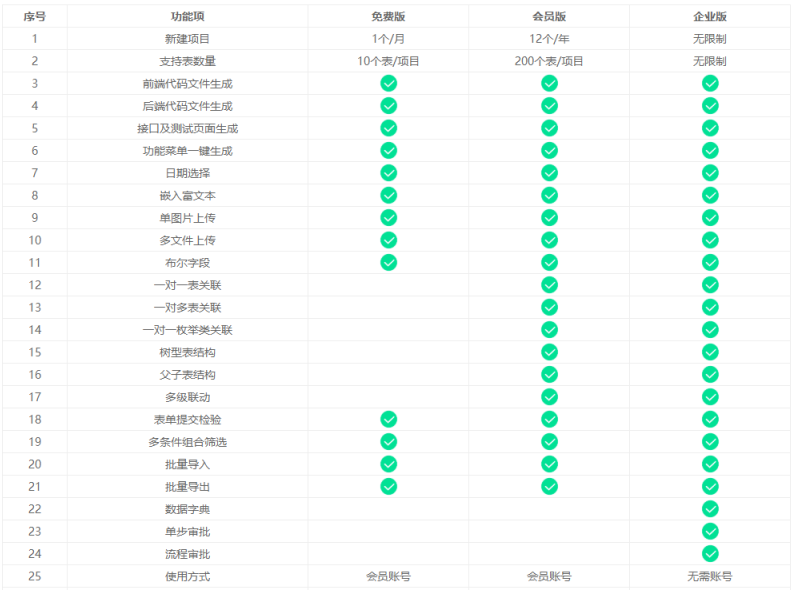 序号 功能项 免费版 会员版 企业版
1 新建项目 1个/月 12个/年 无限制
2 支持表数量 10个表/项目 200个表/项目 无限制
3 前端代码文件生成
4 后端代码文件生成
5 接口及测试页面生成
6 功能菜单一键生成
7 日期选择
8 嵌入富文本
9 单图片上传
10 多文件上传
11 布尔字段
12 一对一表关联
13 一对多表关联
14 一对一枚举类关联
15 树型表结构
16 父子表结构
17 多级联动
18 表单提交检验
19 多条件组合筛选
20 批量导入
21 批量导出
22 数据字典
23 单步审批
24 流程审批
25 使用方式 会员账号 会员账号 无需账号